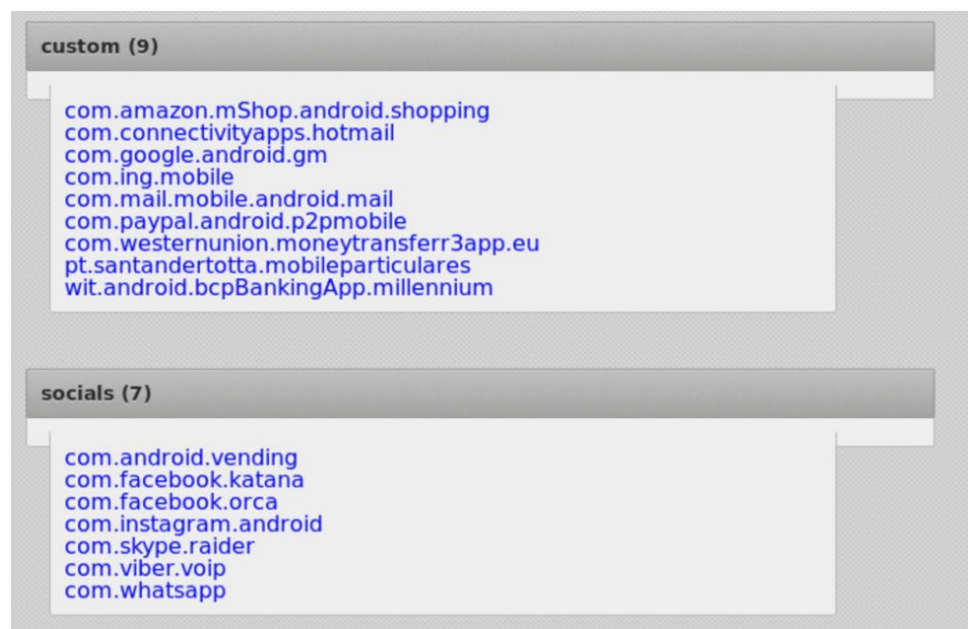 custom (9)
com.amazon.mShop.android.shopping
com.connectivityapps.hotmail
com.google.android.gm
com.ing.mobile
com.mail.mobile.android.mail
com.paypal.android.p2pmobile
com.westernunion.moneytransferr3app.eu
pt.santandertotta.mobileparticulares
wit.android.bcpBankingApp.millennium
socials (7)
com.android.vending
com.facebook.katana
com.facebook.orca
com.instagram.android
com.skype.raider
com.viber.voip
com.whatsapp